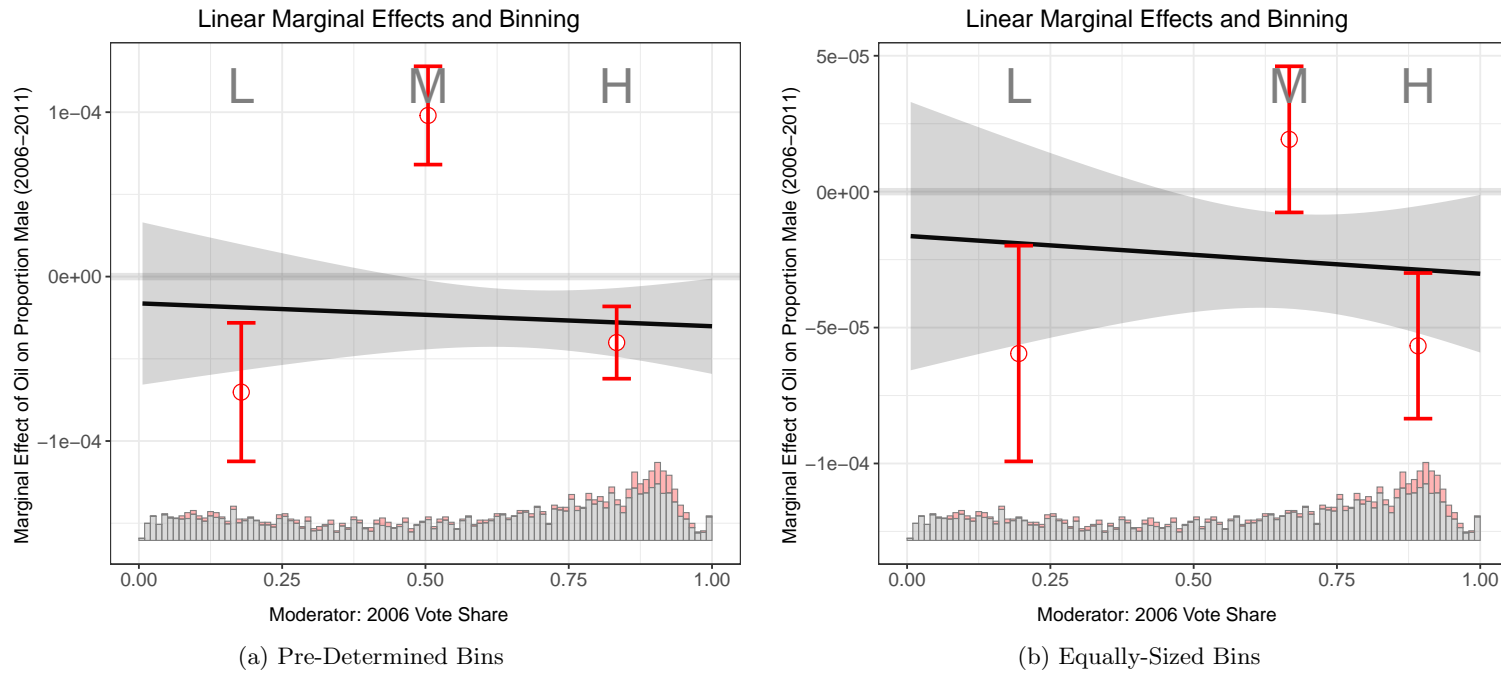 Linear Marginal Effects and Binning
Marginal Effect of Oil on Proportion Male (2006−2011)
L M H
1e−04
0e+00
−1e−04
0.00 0.25 0.50 0.75 1.00
Moderator: 2006 Vote Share
(a) Pre-Determined Bins
Linear Marginal Effects and Binning
Marginal Effect of Oil on Proportion Male (2006−2011)
5e−05
L M H
0e+00
−5e−05
−1e−04
0.00 0.25 0.50 0.75 1.00
Moderator: 2006 Vote Share
(b) Equally-Sized Bins